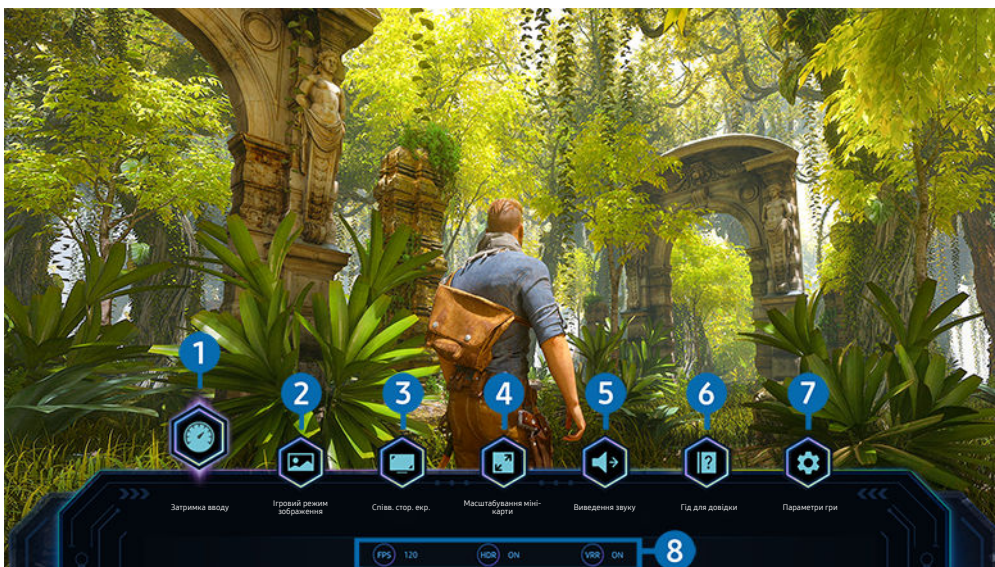 1
2
3
4
5
6
7
Затримка вводу
Ігровий режим
зображення
Співв. стор. екр.
Масштабування міні-
карти
Виведення звуку
Гід для довідки
Параметри гри
FPS 120 HDR ON VRR ON 8